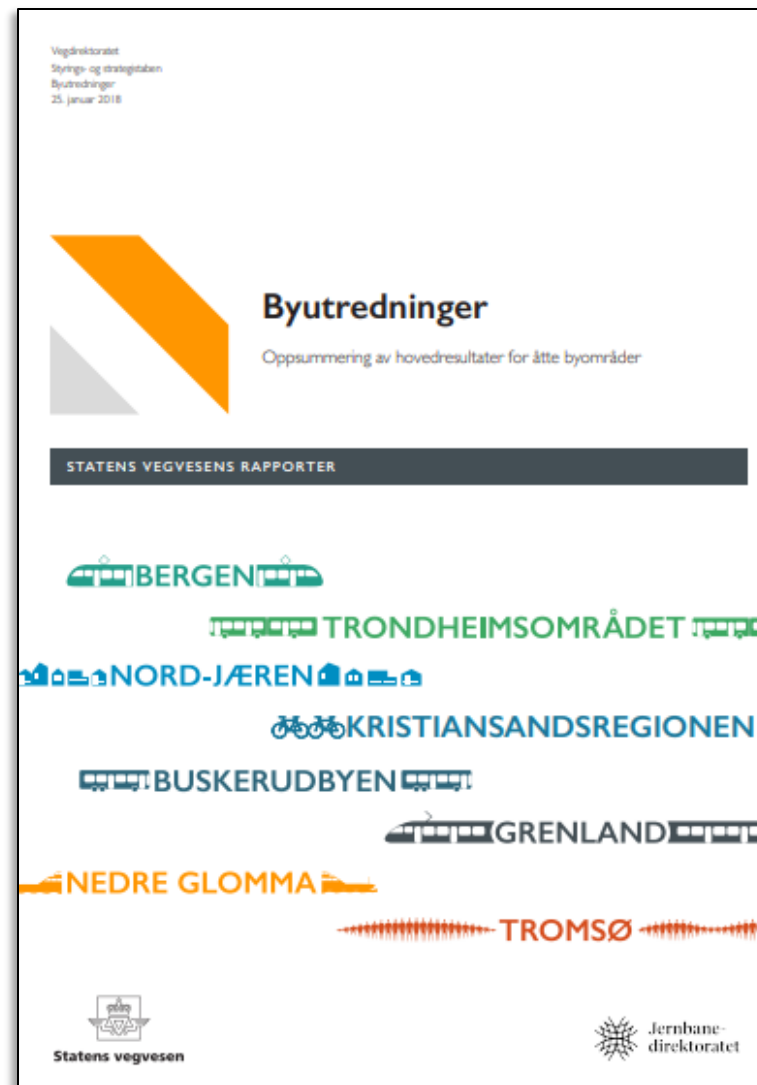 Vegdirektoratet
Styrings- og strategistaben
Byutredninger
25. januar 2018
Byutredninger
Oppsummering av hovedresultater for åtte byområder
STATENS VEGVESENS RAPPORTER
BERGEN
TRONDHEIMSOMRÅDET
NORD-JÆREN
KRISTIANSANDSREGIONEN
BUSKERUDBYEN
GRENLAND
NEDRE GLOMMA
TROMSØ
Statens vegvesen
Jernbane-
direktoratet